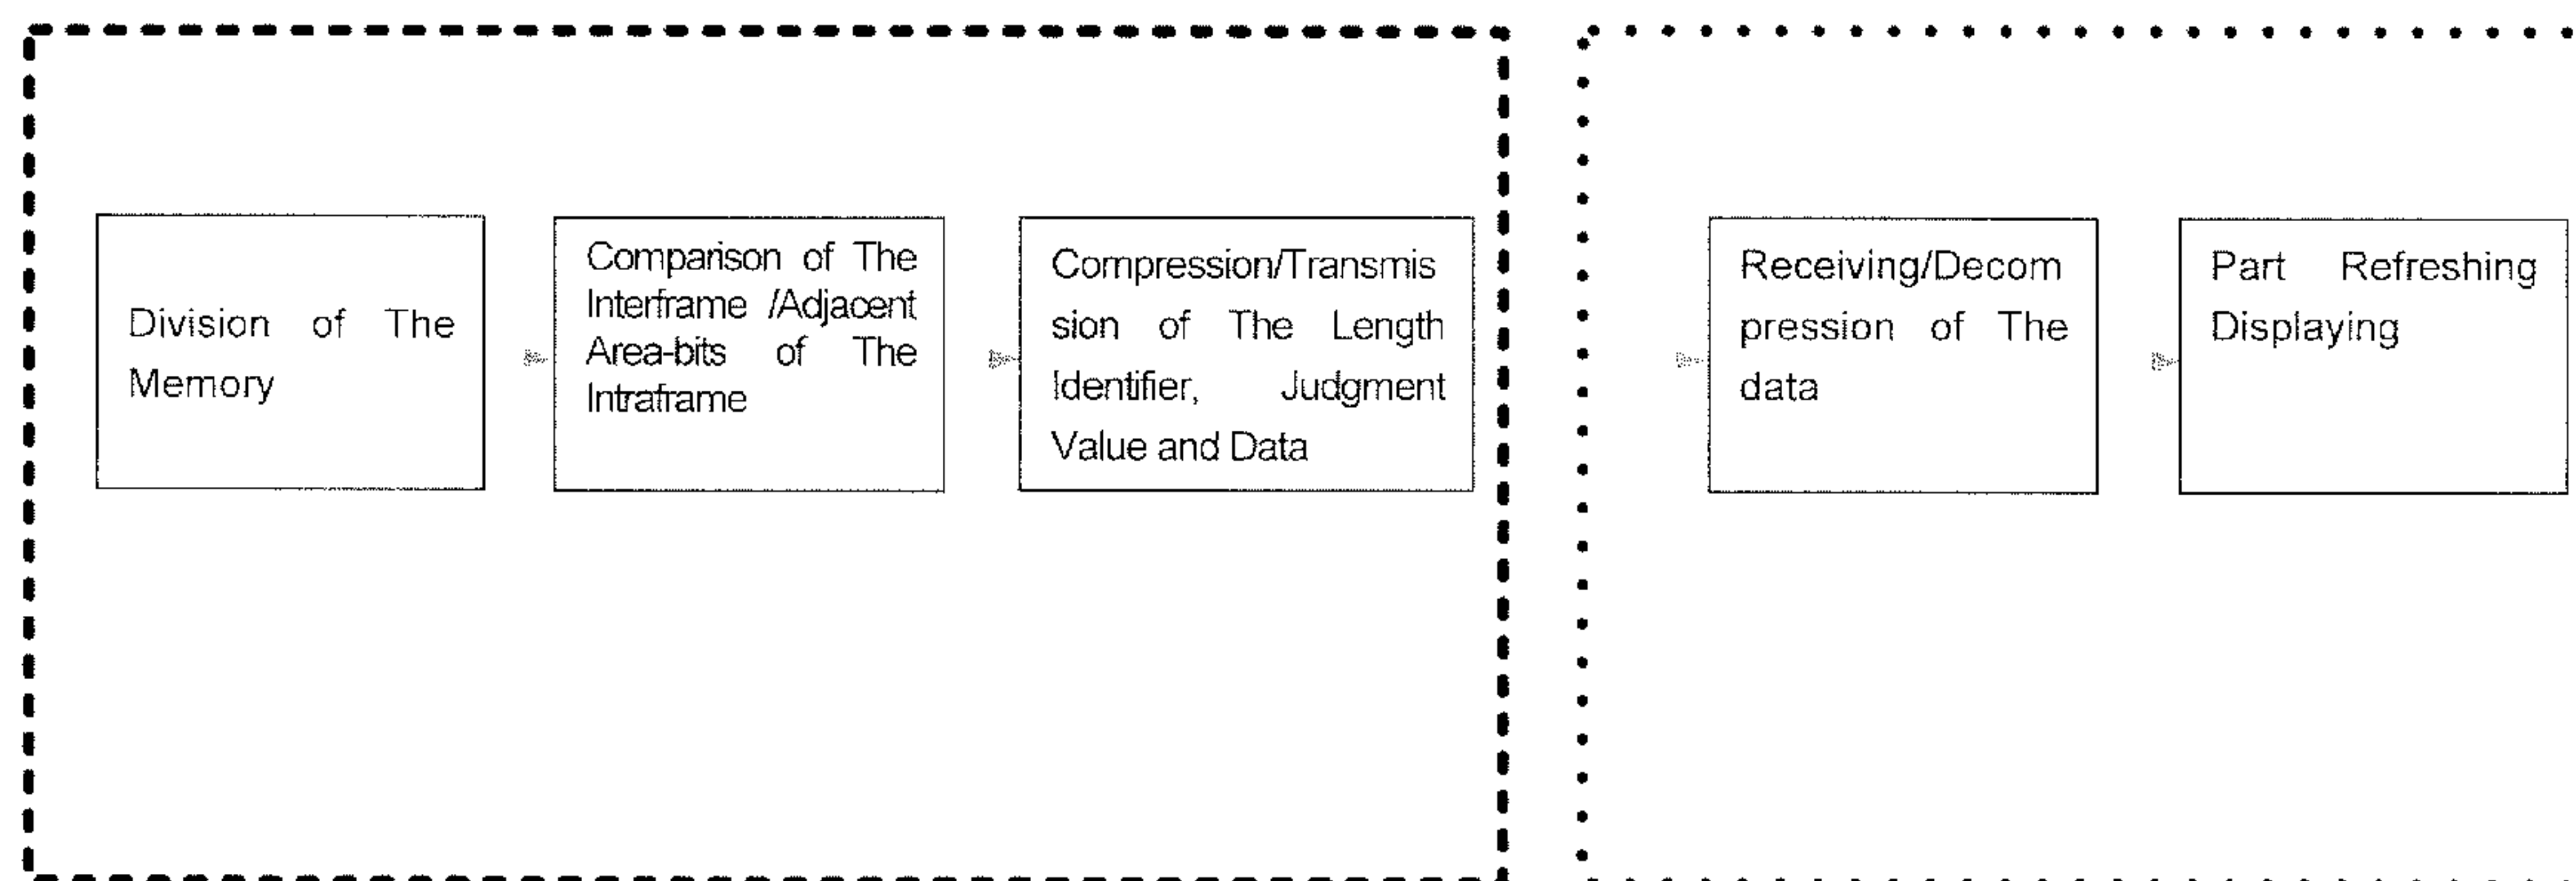 Division of The
Memory
Comparison of The
Interframe /Adjacent
Area-bits of The
Intraframe
Compression/Transmis
sion of The Length
Identifier, Judgment
Value and Data
Receiving/Decom
pression of The
data
Part Refreshing
Displaying